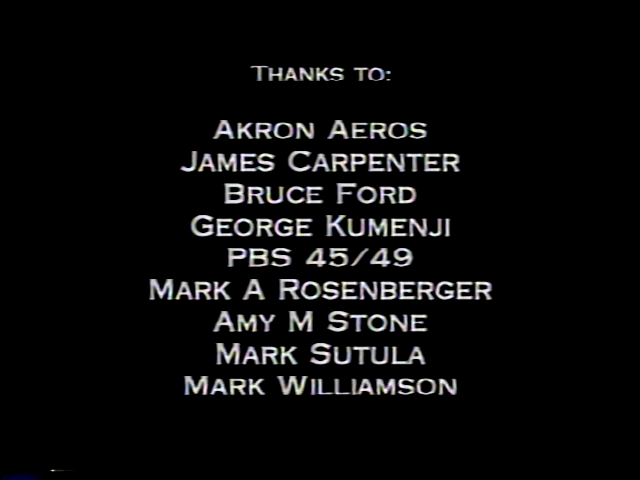 THANKS TO:
AKRON AEROS
JAMES CARPENTER
BRUCE FORD
GEORGE KUMENJI
PBS 45/49
MARK A ROSENBERGER
AMY M STONE
MARK SUTULA
MARK WILLIAMSON